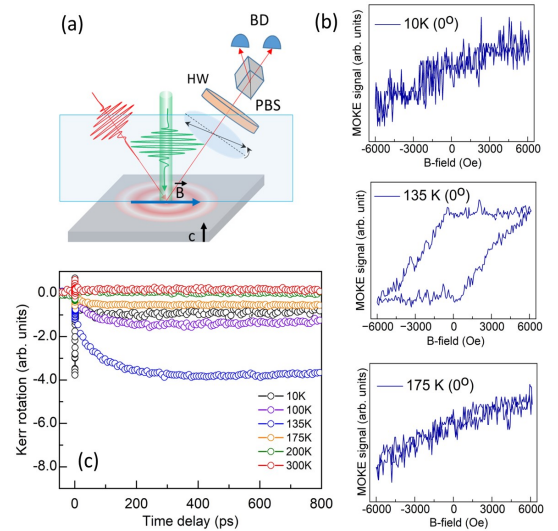 (a)
BD
HW
PBS
B
c
(b)
10K (0°)
MOKE signal (arb. units)
-6000 -3000 0 3000 6000
B-field (Oe)
135 K (0°)
MOKE signal (arb. unit)
-6000 -3000 0 3000 6000
B-field (Oe)
175 K (0°)
MOKE signal (arb. units)
-6000 -3000 0 3000 6000
B-field (Oe)
Kerr rotation (arb. units)
0.0
-2.0
-4.0
-6.0
-8.0
(c)
10K
100K
135K
175K
200K
300K
0 200 400 600 800
Time delay (ps)